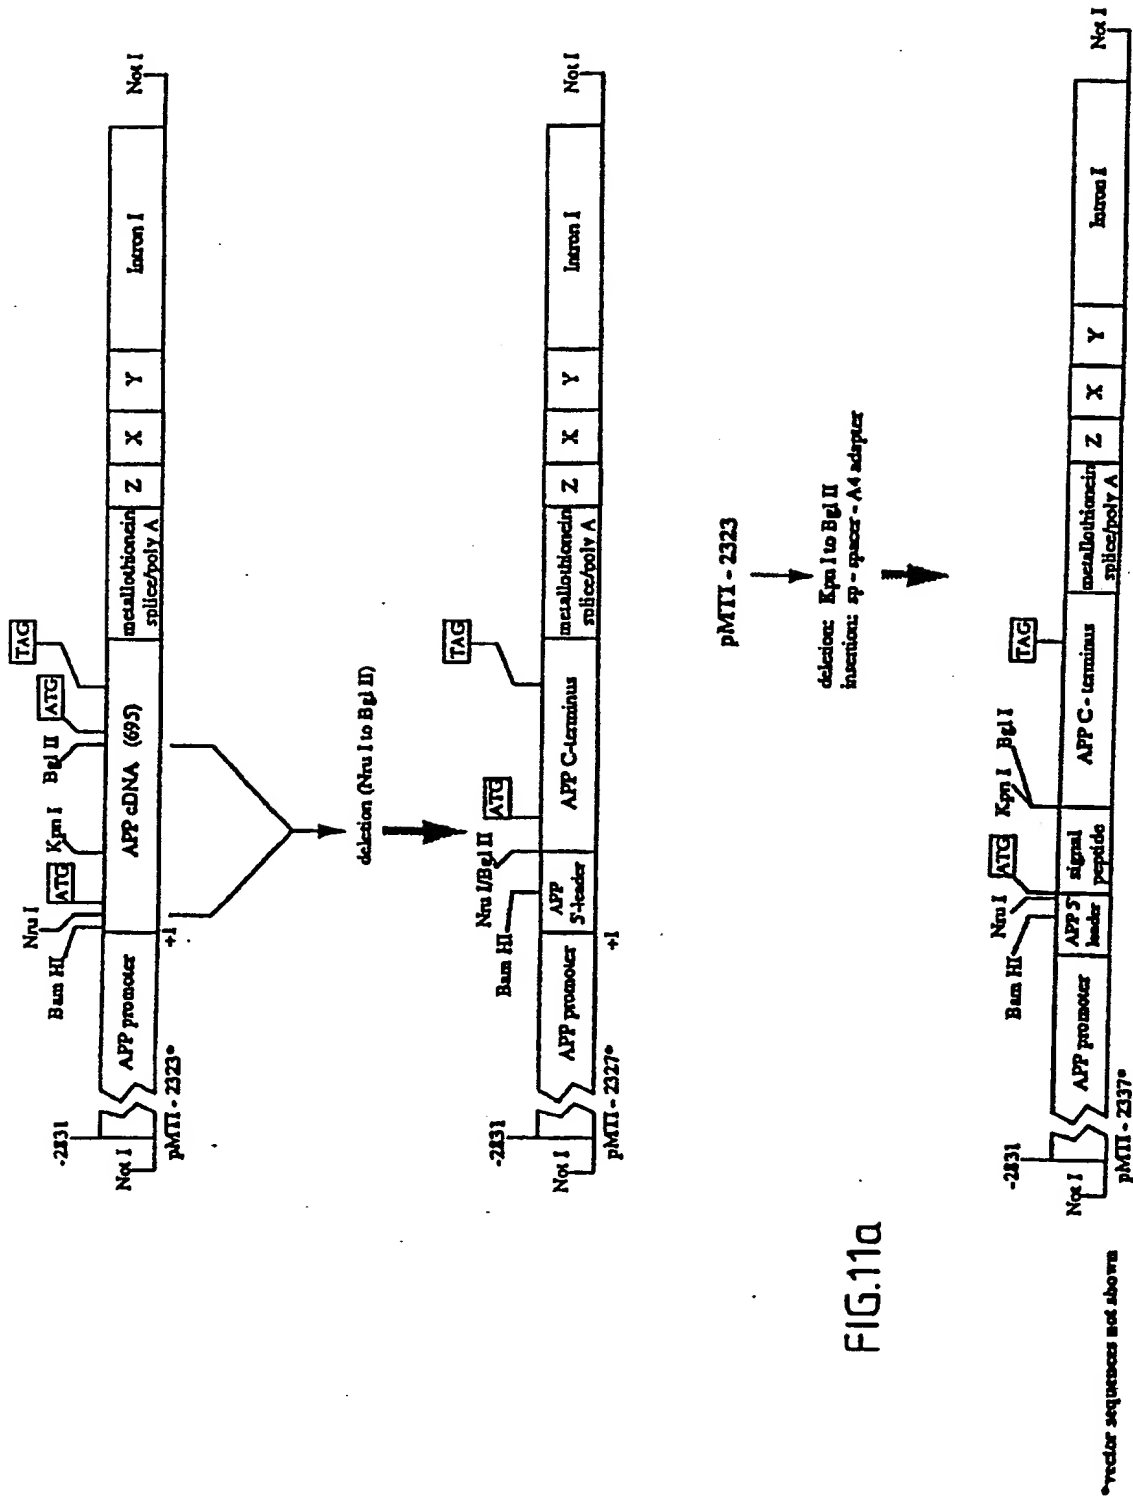 TAG
ATG
Nru I
Kpn I
Bgl II
ATG
Bam HI
-2831
Not I
APP promoter
APP cDNA (695)
metallothionein
splice/poly A
Z
X
Y
Intron I
Not I
+1
pMTI - 2323*
deletion (Nru I to Bgl II)
TAG
ATG
Nru I/Bgl II
Bam HI
-2831
Not I
APP promoter
APP
5'-leader
APP C-terminus
metallothionein
splice/poly A
Z
X
Y
Intron I
Not I
+1
pMTI - 2327*
pMTI - 2323
deletion: Kpn I to Bgl II
insertion: sp - spacer - A4 adapter
FIG.11a
TAG
Kpn I
Bgl I
ATG
Nru I
Bam HI
-2831
Not I
APP promoter
APP 5'
leader
signal
peptide
APP C - terminus
metallothionein
splice/poly A
Z
X
Y
Intron I
Not I
pMTI - 2337*
*vector sequences not shown